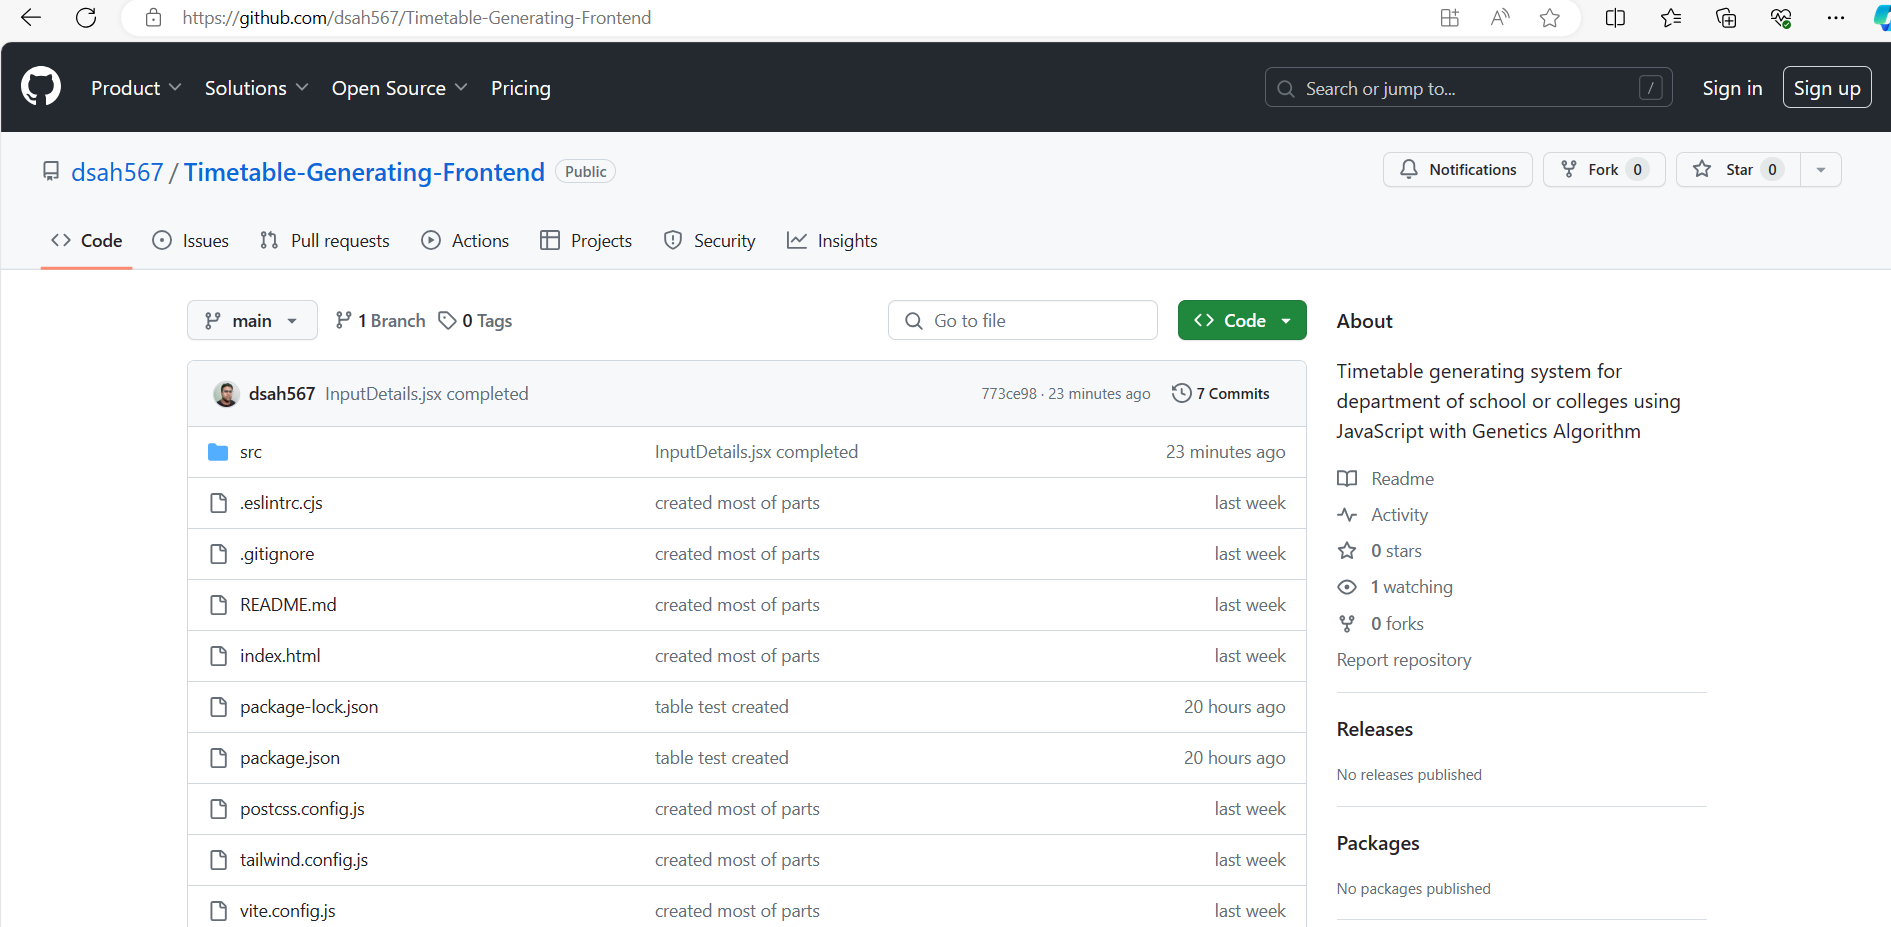 https://github.com/dsah567/Timetable-Generating-Frontend
Product Solutions Open Source Pricing Search or jump to... / Sign in Sign up
dsah567 / Timetable-Generating-Frontend Public Notifications Fork 0 Star 0
Code Issues Pull requests Actions Projects Security Insights
main 1 Branch 0 Tags Go to file Code
dsah567 InputDetails.jsx completed 773ce98 · 23 minutes ago 7 Commits
src InputDetails.jsx completed 23 minutes ago
.eslintrc.cjs created most of parts last week
.gitignore created most of parts last week
README.md created most of parts last week
index.html created most of parts last week
package-lock.json table test created 20 hours ago
package.json table test created 20 hours ago
postcss.config.js created most of parts last week
tailwind.config.js created most of parts last week
vite.config.js created most of parts last week
About
Timetable generating system for
department of school or colleges using
JavaScript with Genetics Algorithm
Readme
Activity
0 stars
1 watching
0 forks
Report repository
Releases
No releases published
Packages
No packages published